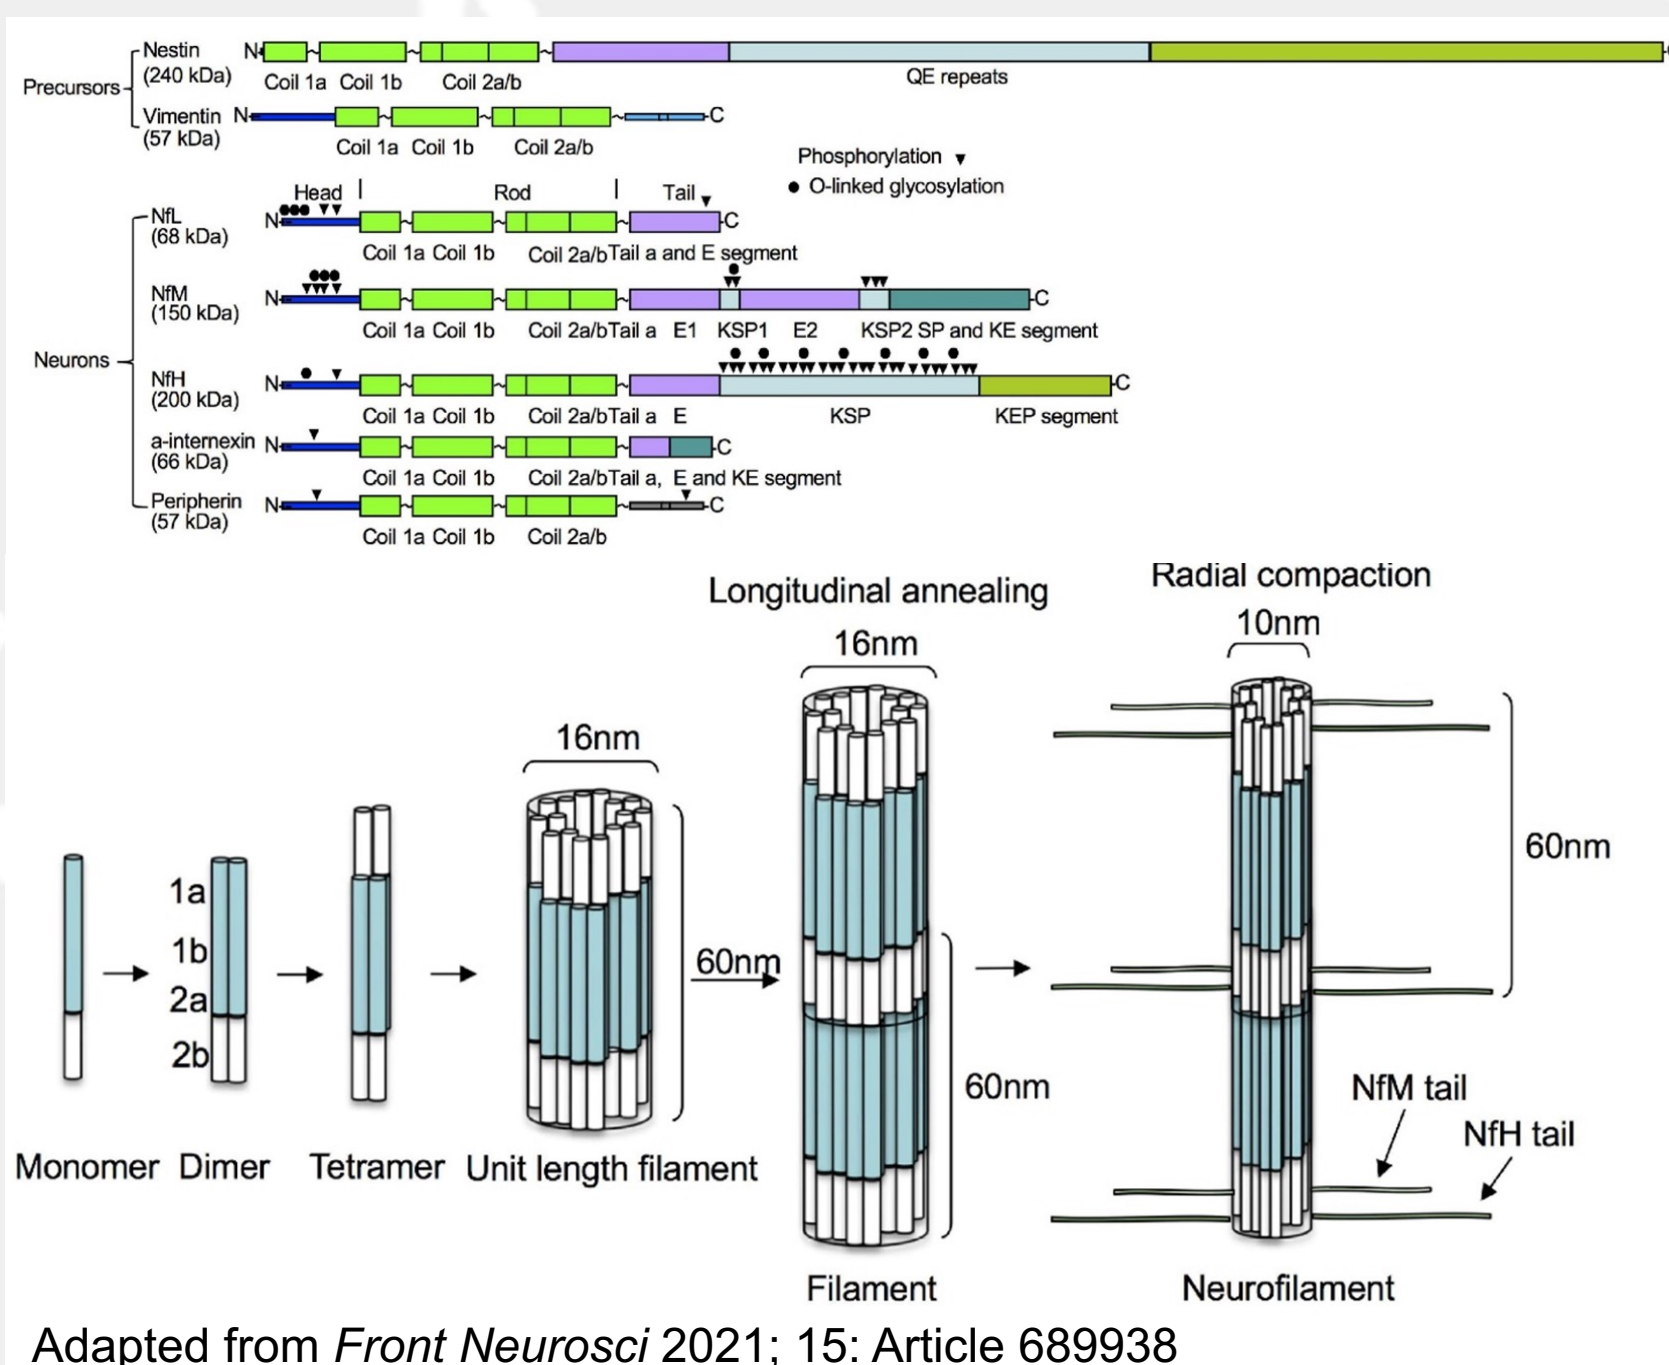 Precursors
Nestin
(240 kDa)
N
Coil 1a Coil 1b Coil 2a/b
QE repeats
Vimentin
(57 kDa)
N
C
Coil 1a Coil 1b Coil 2a/b
Phosphorylation
O-linked glycosylation
Head | Rod | Tail
Neurons
NfL
(68 kDa)
N
C
Coil 1a Coil 1b Coil 2a/b Tail a and E segment
NfM
(150 kDa)
N
C
Coil 1a Coil 1b Coil 2a/b Tail a E1 KSP1 E2 KSP2 SP and KE segment
NfH
(200 kDa)
N
C
Coil 1a Coil 1b Coil 2a/b Tail a E KSP KEP segment
a-internexin
(66 kDa)
N
C
Coil 1a Coil 1b Coil 2a/b Tail a, E and KE segment
Peripherin
(57 kDa)
N
C
Coil 1a Coil 1b Coil 2a/b
Longitudinal annealing
Radial compaction
16nm
16nm
10nm
1a
1b
2a
2b
60nm
60nm
60nm
NfM tail
NfH tail
Monomer Dimer Tetramer Unit length filament
Filament
Neurofilament
Adapted from Front Neurosci 2021; 15: Article 689938